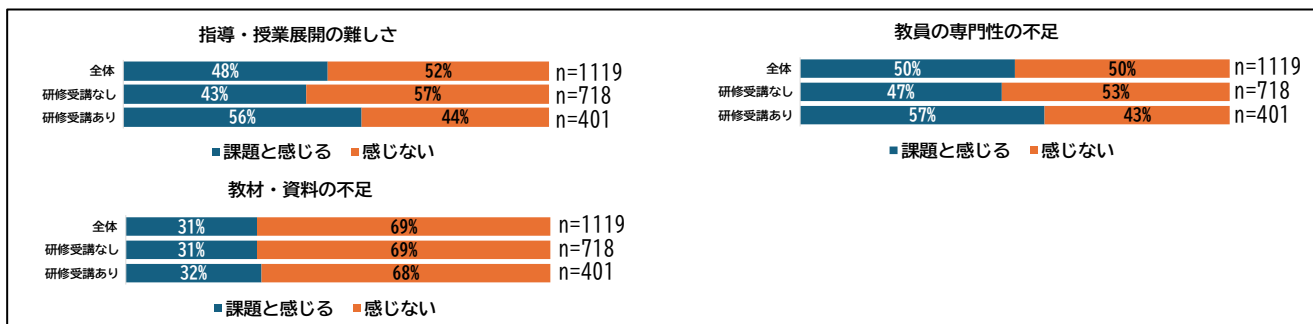 指導・授業展開の難しさ
全体 48% 52% n=1119
研修受講なし 43% 57% n=718
研修受講あり 56% 44% n=401
■課題と感じる ■感じない
教員の専門性の不足
全体 50% 50% n=1119
研修受講なし 47% 53% n=718
研修受講あり 57% 43% n=401
■課題と感じる ■感じない
教材・資料の不足
全体 31% 69% n=1119
研修受講なし 31% 69% n=718
研修受講あり 32% 68% n=401
■課題と感じる ■感じない